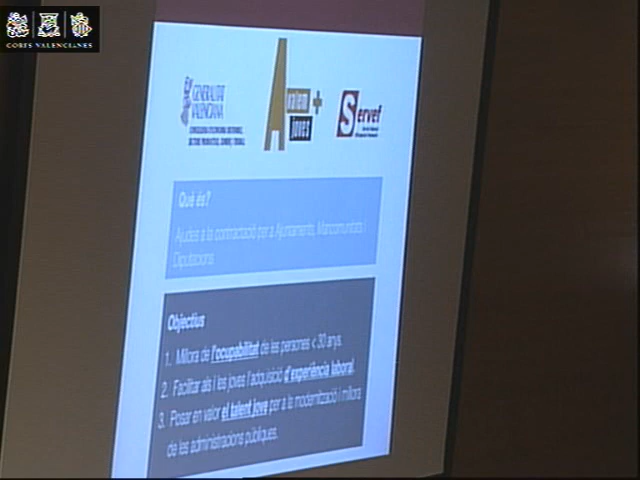 CORTS VALENCIANES
GENERALITAT
VALENCIANA
Avalem
joves +
Servef
Què és?
Ajudes a la contractació per a Ajuntaments, Mancomunitats i
Diputacions
Objectius
1. Millora de l'ocupabilitat de les persones < 30 anys.
2. Facilitar als i les joves l'adquisició d'experiència laboral.
3. Posar en valor el talent jove per a la modernització i millora
de les administracions públiques.